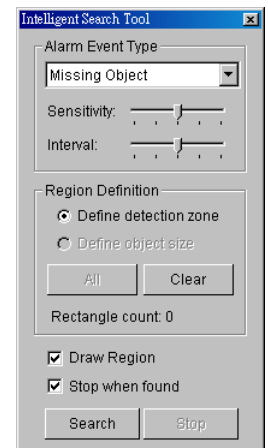 Intelligent Search Tool
Alarm Event Type
Missing Object
Sensitivity:
Interval:
Region Definition
Define detection zone
Define object size
All Clear
Rectangle count: 0
Draw Region
Stop when found
Search Stop